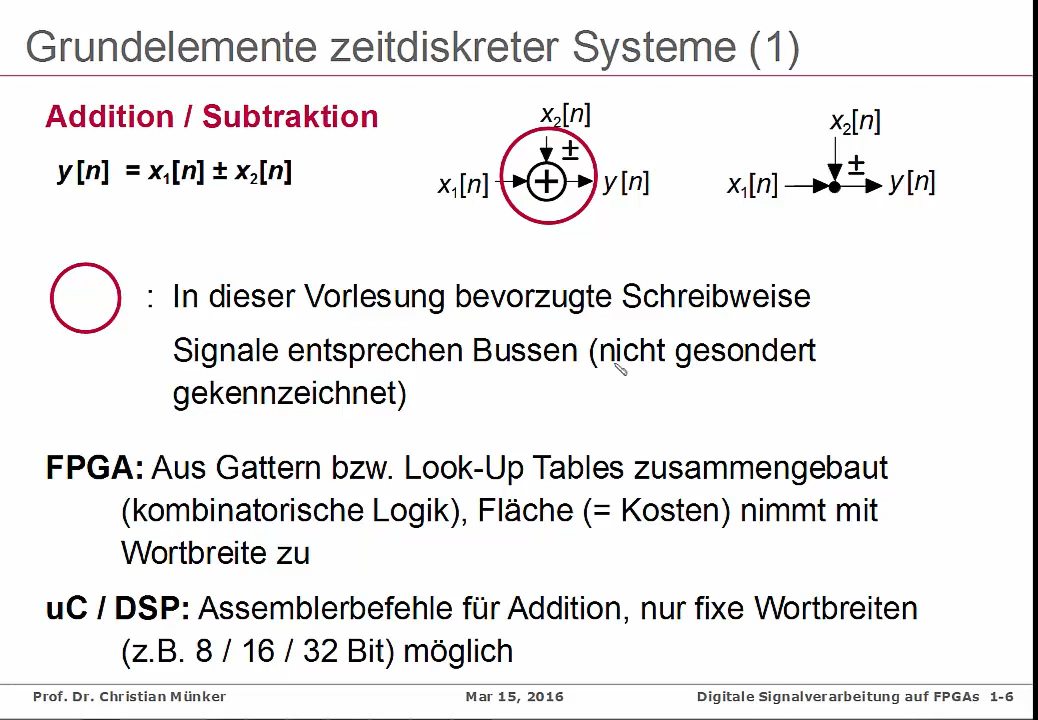 Grundelemente zeitdiskreter Systeme (1)
Addition / Subtraktion
y[n] = x₁[n] ± x₂[n]
x₂[n]
±
x₁[n]
+
y[n]
x₂[n]
±
x₁[n]
y[n]
: In dieser Vorlesung bevorzugte Schreibweise
Signale entsprechen Bussen (nicht gesondert
gekennzeichnet)
FPGA: Aus Gattern bzw. Look-Up Tables zusammengebaut
(kombinatorische Logik), Fläche (= Kosten) nimmt mit
Wortbreite zu
uC / DSP: Assemblerbefehle für Addition, nur fixe Wortbreiten
(z.B. 8 / 16 / 32 Bit) möglich
Prof. Dr. Christian Münker Mar 15, 2016 Digitale Signalverarbeitung auf FPGAs 1-6